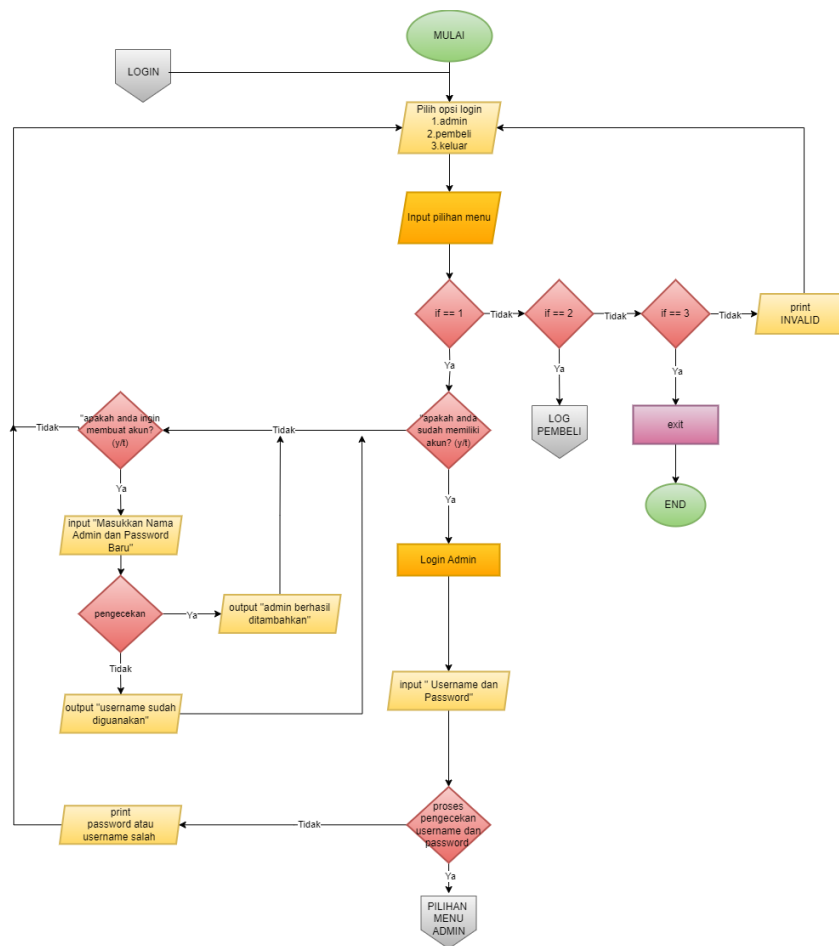 MULAI
LOGIN
Pilih opsi login
1.admin
2.pembeli
3.keluar
Input pilihan menu
if == 1
Tidak
if == 2
Tidak
if == 3
Tidak
print
INVALID
Ya
Ya
Ya
LOG
PEMBELI
exit
END
"apakah anda ingin
membuat akun?
(y/t)
Tidak
Tidak
"apakah anda
sudah memiliki
akun? (y/t)
Ya
Ya
input "Masukkan Nama
Admin dan Password
Baru"
Login Admin
pengecekan
Ya
output "admin berhasil
ditambahkan"
Tidak
output "username sudah
diguanakan"
input " Username dan
Password"
print
password atau
username salah
Tidak
proses
pengecekan
username dan
password
Ya
PILIHAN
MENU
ADMIN